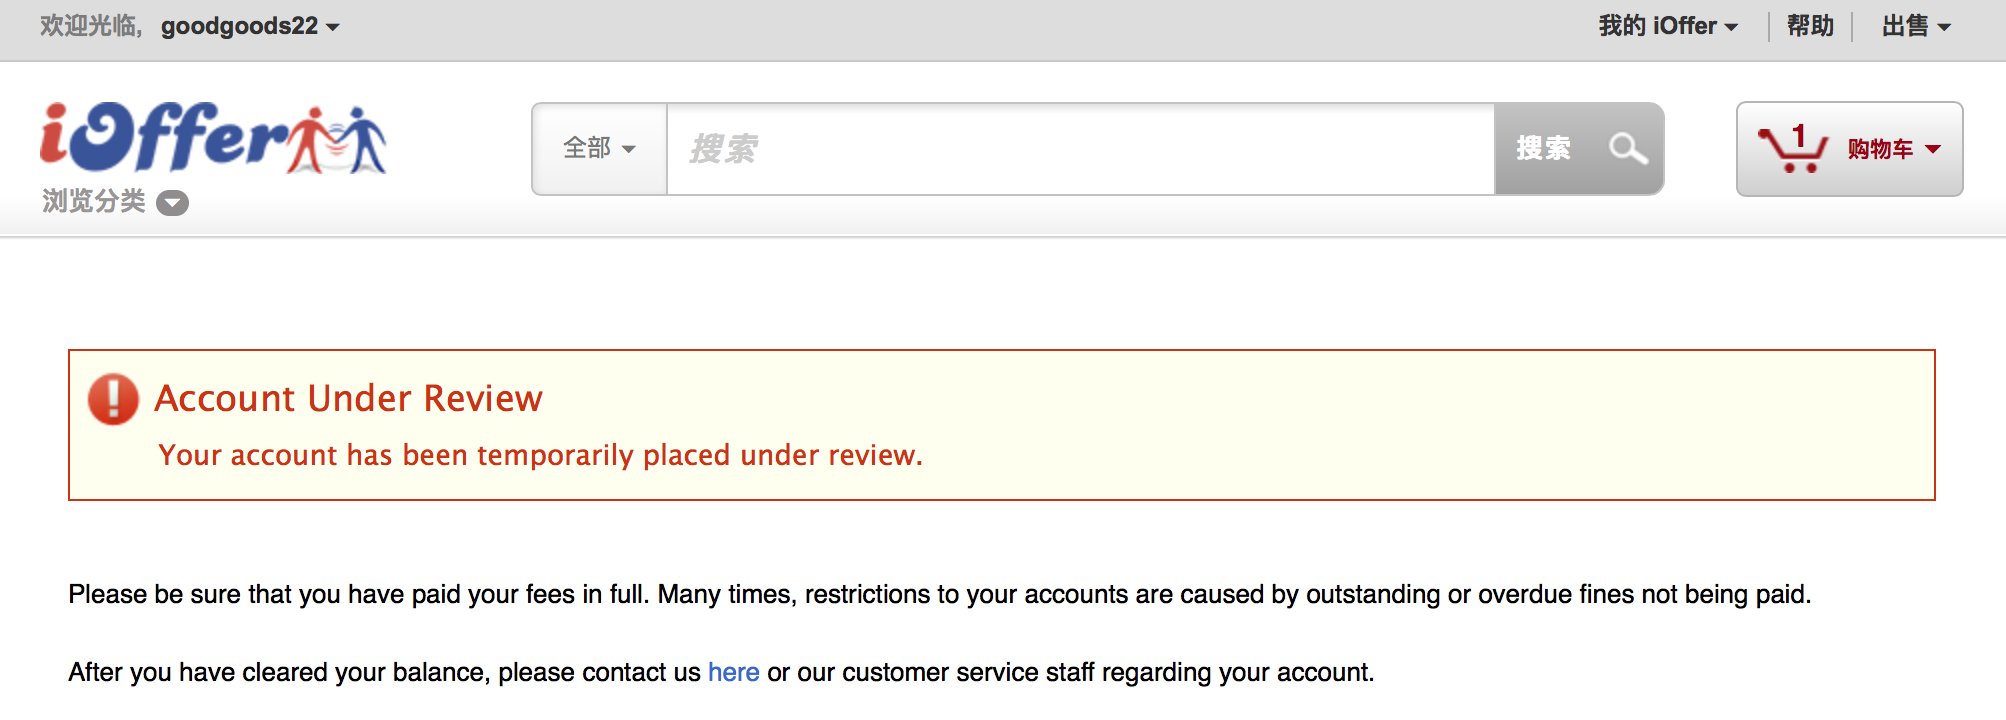 欢迎光临, goodgoods22 我的 iOffer 帮助 出售
iOffer 全部 搜索 搜索 1 购物车
浏览分类
Account Under Review
Your account has been temporarily placed under review.
Please be sure that you have paid your fees in full. Many times, restrictions to your accounts are caused by outstanding or overdue fines not being paid.
After you have cleared your balance, please contact us here or our customer service staff regarding your account.